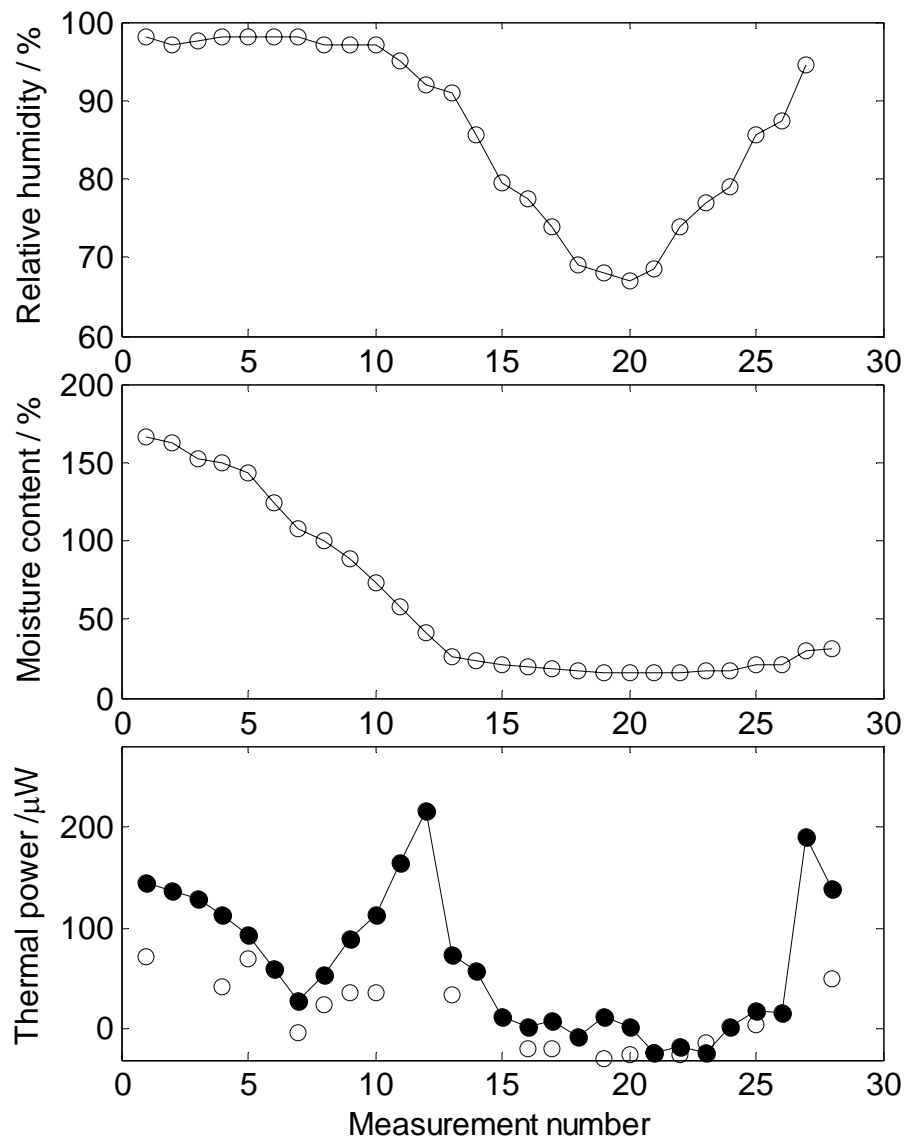 Relative humidity / %
100
90
80
70
60
0 5 10 15 20 25 30
Moisture content / %
200
150
100
50
0
0 5 10 15 20 25 30
Thermal power /μW
200
100
0
0 5 10 15 20 25 30
Measurement number